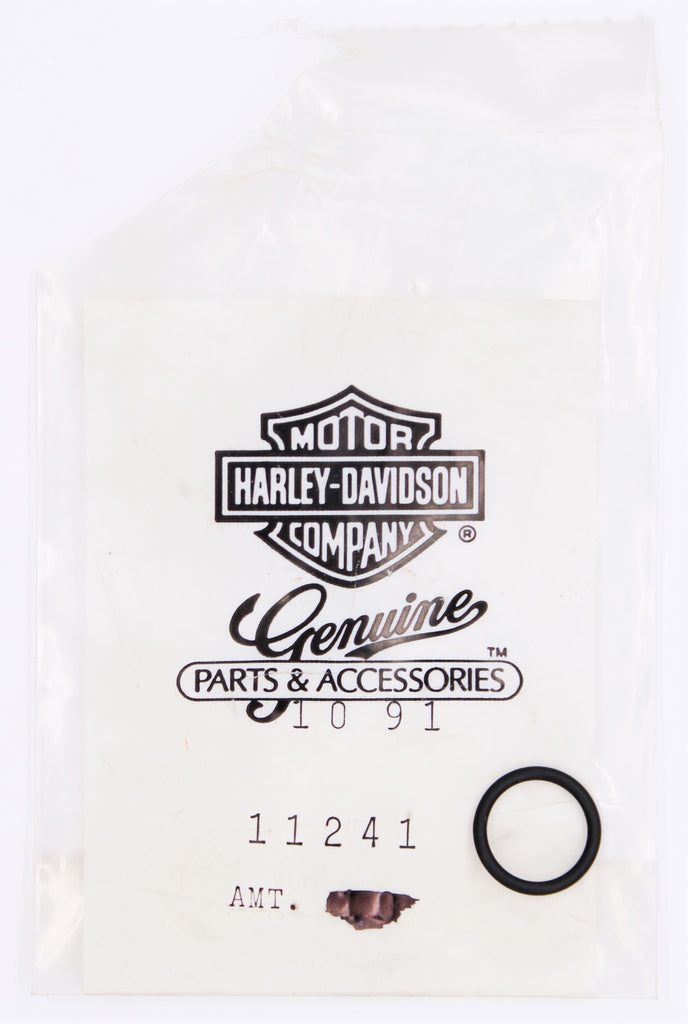 MOTOR
HARLEY-DAVIDSON
COMPANY ®
Genuine
PARTS & ACCESSORIES ™
10 91
11241
AMT.